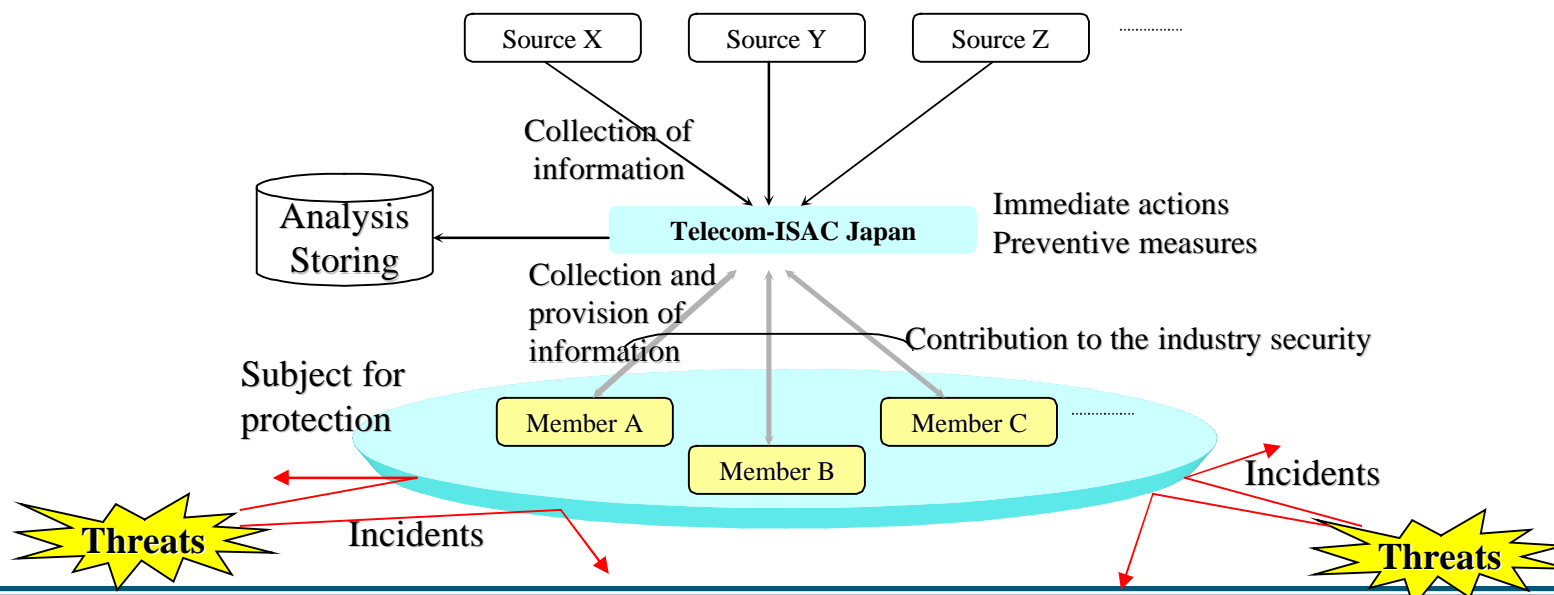 Source X
Source Y
Source Z
Collection of
information
Analysis
Storing
Telecom-ISAC Japan
Immediate actions
Preventive measures
Collection and
provision of
information
Contribution to the industry security
Subject for
protection
Member A
Member B
Member C
Incidents
Threats
Incidents
Threats